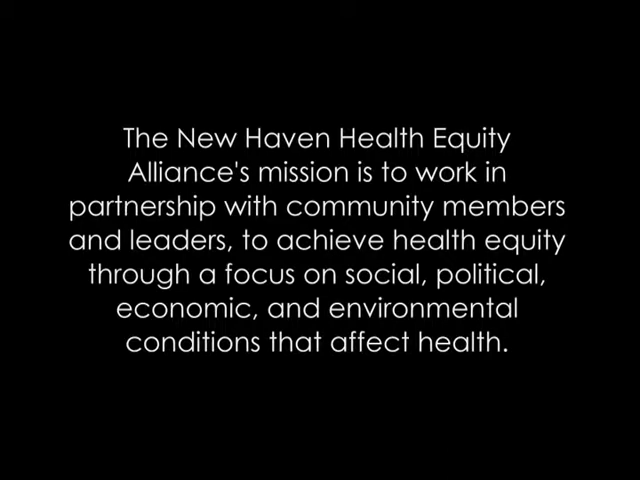 The New Haven Health Equity
Alliance's mission is to work in
partnership with community members
and leaders, to achieve health equity
through a focus on social, political,
economic, and environmental
conditions that affect health.